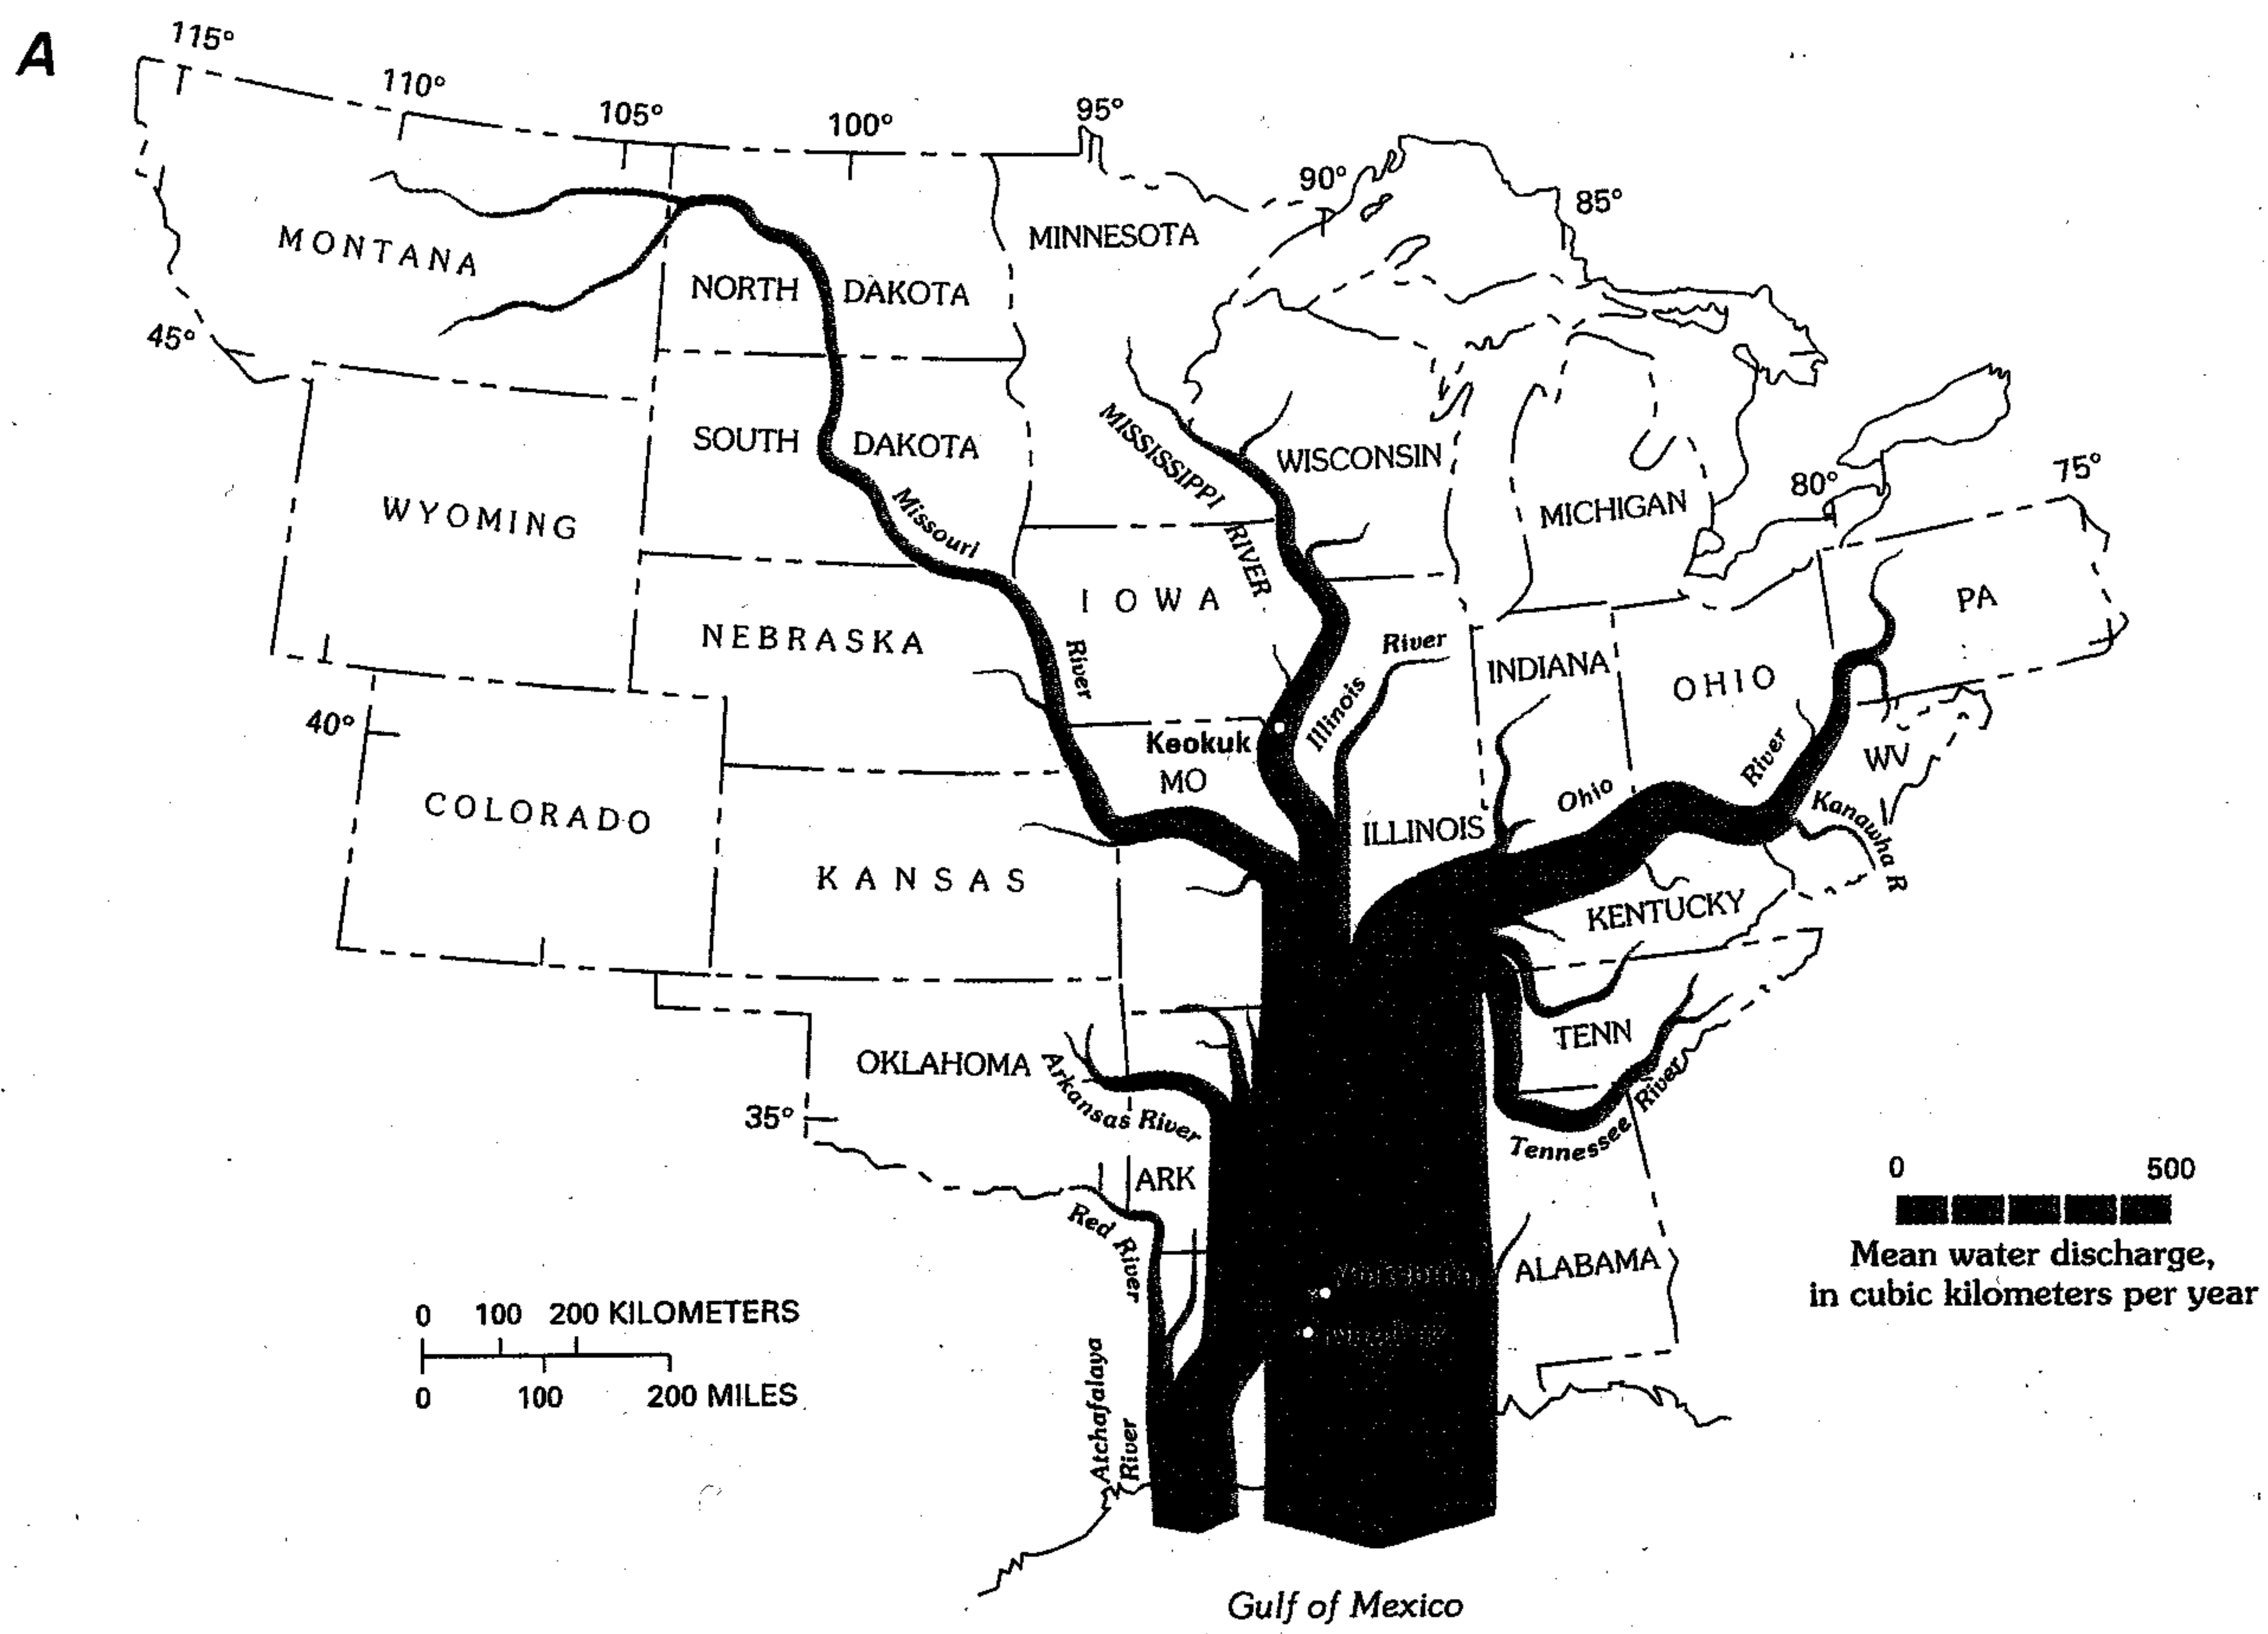 A
115°
110°
105°
100°
95°
90°
85°
80°
75°
45°
40°
35°
MONTANA
NORTH DAKOTA
MINNESOTA
SOUTH DAKOTA
WYOMING
Missouri
River
MISSISSIPPI
RIVER
WISCONSIN
MICHIGAN
IOWA
NEBRASKA
Illinois
River
INDIANA
OHIO
PA
Keokuk
MO
COLORADO
KANSAS
ILLINOIS
Ohio
River
WV
Kanawha R
KENTUCKY
OKLAHOMA
Arkansas River
TENN
Tennessee River
ARK
Red River
ALABAMA
Atchafalaya
River
0 500
Mean water discharge,
in cubic kilometers per year
0 100 200 KILOMETERS
0 100 200 MILES
Gulf of Mexico